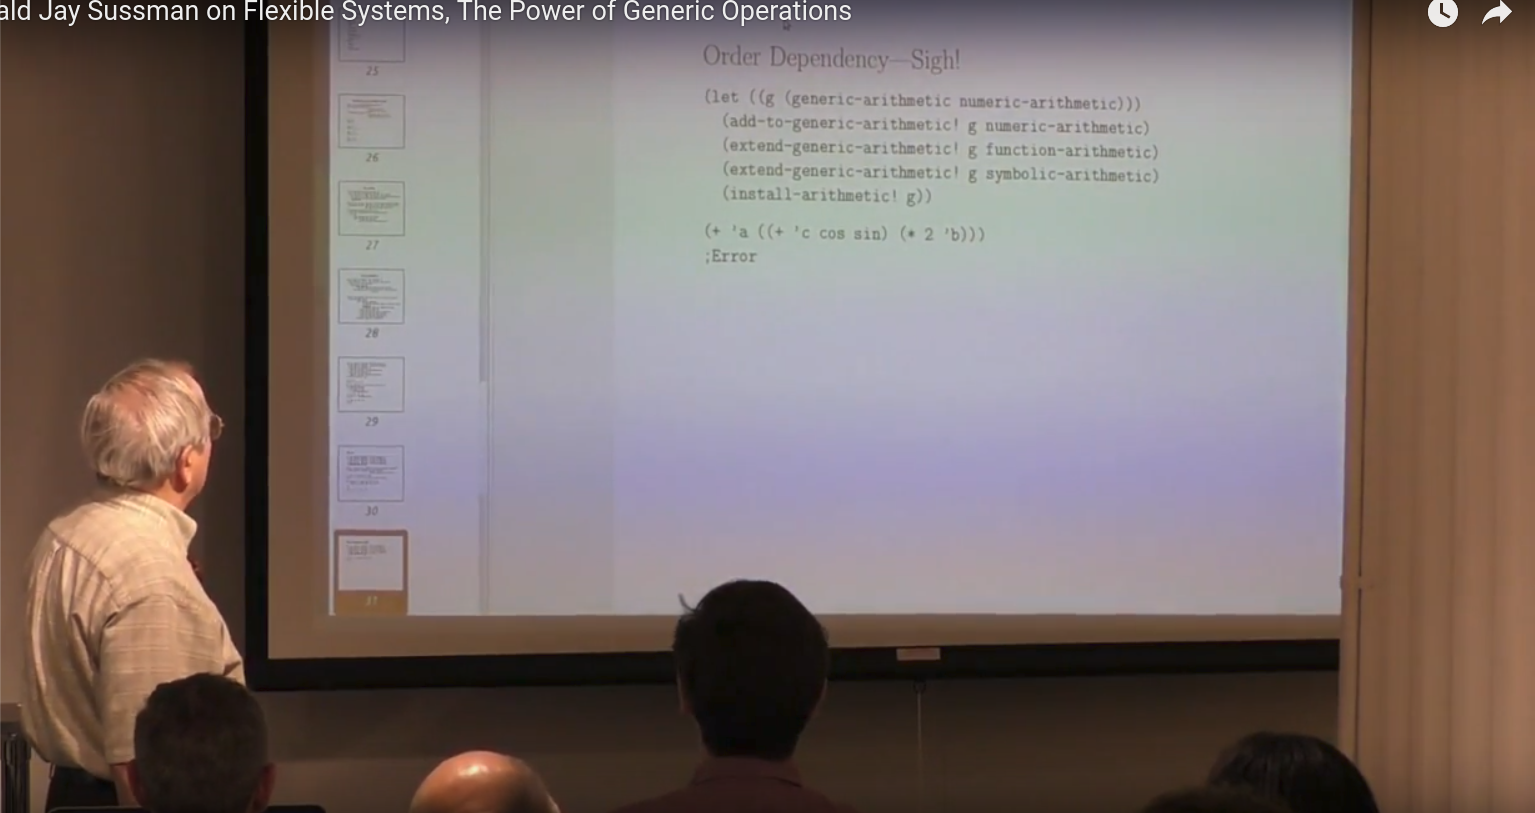 ald Jay Sussman on Flexible Systems, The Power of Generic Operations
25
26
27
28
29
30
31
Order Dependency—Sigh!
(let ((g (generic-arithmetic numeric-arithmetic)))
(add-to-generic-arithmetic! g numeric-arithmetic)
(extend-generic-arithmetic! g function-arithmetic)
(extend-generic-arithmetic! g symbolic-arithmetic)
(install-arithmetic! g))
(+ 'a ((+ 'c cos sin) (* 2 'b)))
;Error